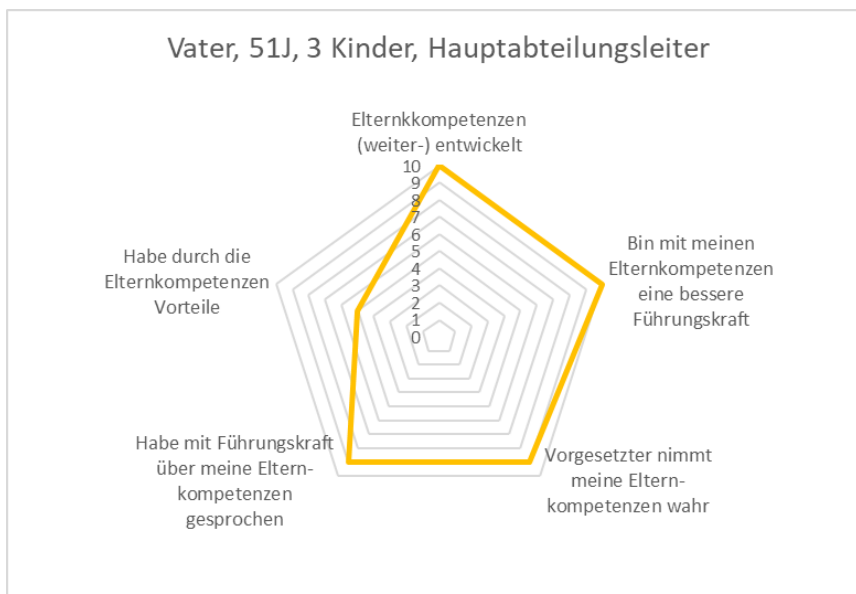 Vater, 51J, 3 Kinder, Hauptabteilungsleiter
Elternkkompetenzen
(weiter-) entwickelt
10
9
8
7
6
5
4
3
2
1
0
Bin mit meinen
Elternkompetenzen
eine bessere
Führungskraft
Vorgesetzter nimmt
meine Eltern-
kompetenzen wahr
Habe mit Führungskraft
über meine Eltern-
kompetenzen
gesprochen
Habe durch die
Elternkompetenzen
Vorteile